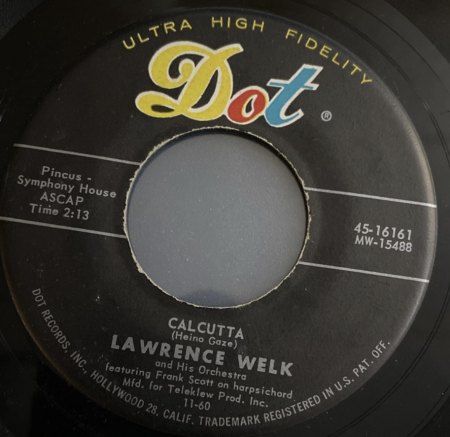 ULTRA HIGH FIDELITY
Dot ®
Pincus -
Symphony House
ASCAP
Time 2:13
45-16161
MW-15488
CALCUTTA
(Heino Gaze)
LAWRENCE WELK
and His Orchestra
featuring Frank Scott on harpsichord
Mfd. for Teleklew Prod. Inc.
11-60
DOT RECORDS, INC., HOLLYWOOD 28, CALIF. TRADEMARK REGISTERED IN U.S. PAT. OFF.